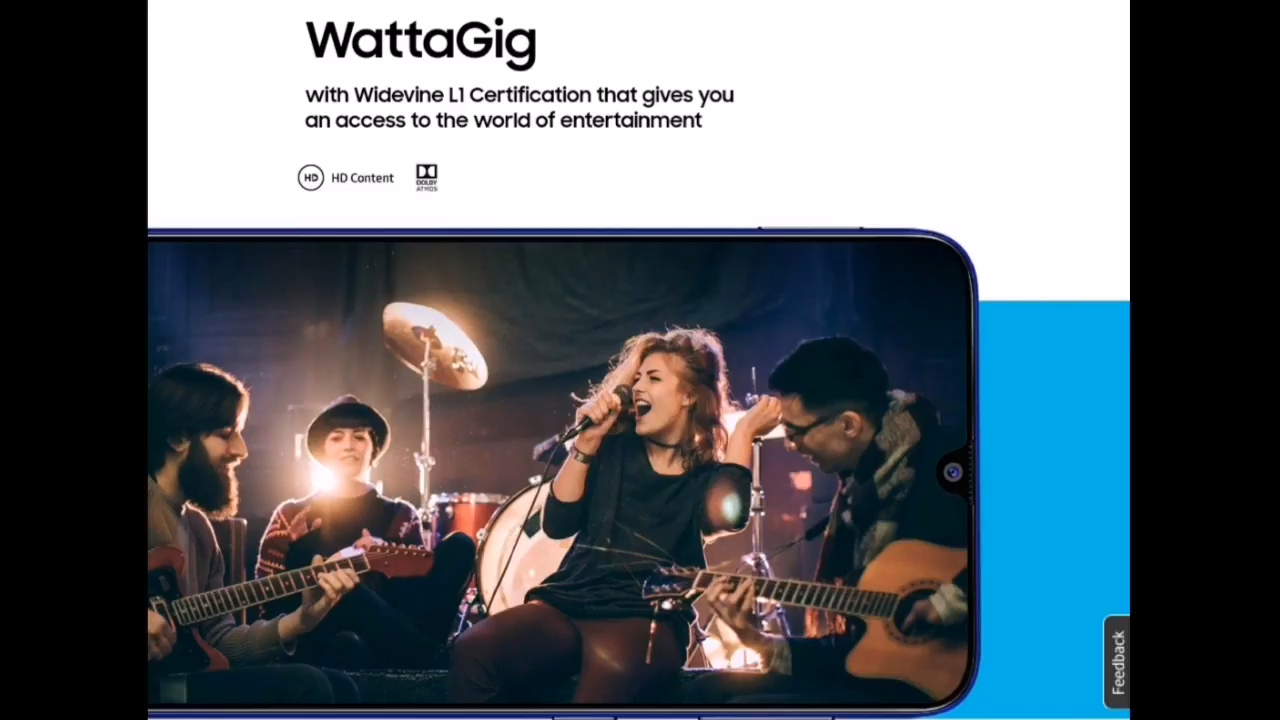 WattaGig
with Widevine L1 Certification that gives you
an access to the world of entertainment
HD HD Content DOLBY
ATMOS
Feedback